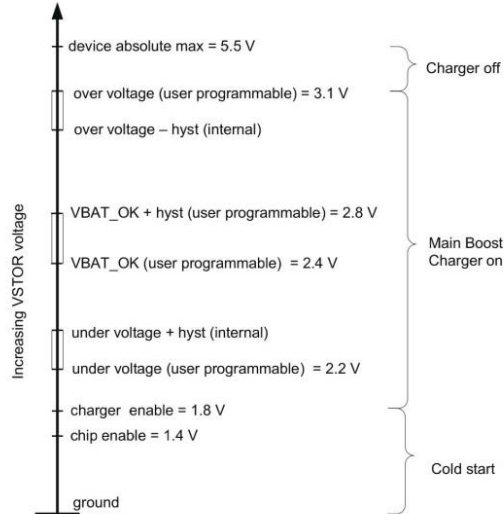 device absolute max = 5.5 V
Charger off
over voltage (user programmable) = 3.1 V
over voltage – hyst (internal)
VBAT_OK + hyst (user programmable) = 2.8 V
Main Boost
Charger on
VBAT_OK (user programmable) = 2.4 V
Increasing VSTOR voltage
under voltage + hyst (internal)
under voltage (user programmable) = 2.2 V
charger enable = 1.8 V
chip enable = 1.4 V
Cold start
ground